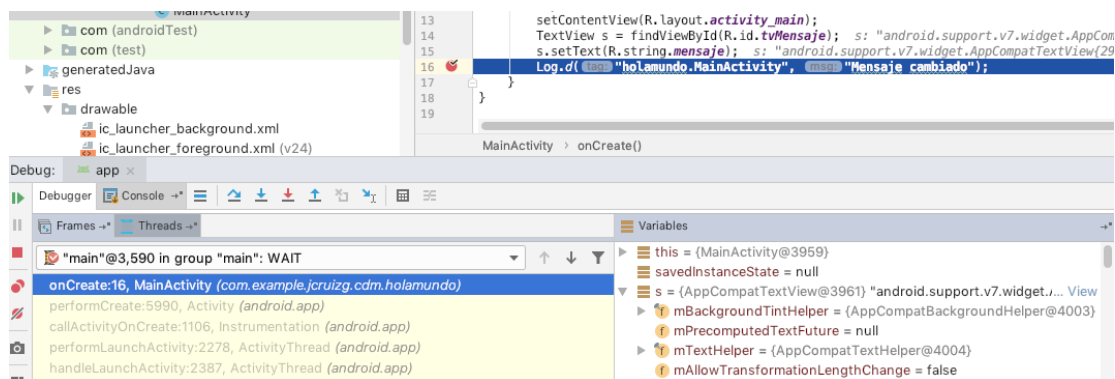 MainActivity
com (androidTest)
com (test)
generatedJava
res
drawable
ic_launcher_background.xml
ic_launcher_foreground.xml (v24)
13 setContentView(R.layout.activity_main);
14 TextView s = findViewById(R.id.tvMensaje); s: "android.support.v7.widget.AppCom
15 s.setText(R.string.mensaje); s: "android.support.v7.widget.AppCompatTextView{29
16 Log.d( tag: "holamundo.MainActivity", msg: "Mensaje cambiado");
17 }
18 }
19
MainActivity › onCreate()
Debug: app
Debugger Console
Frames Threads
"main"@3,590 in group "main": WAIT
onCreate:16, MainActivity (com.example.jcruizg.cdm.holamundo)
performCreate:5990, Activity (android.app)
callActivityOnCreate:1106, Instrumentation (android.app)
performLaunchActivity:2278, ActivityThread (android.app)
handleLaunchActivity:2387, ActivityThread (android.app)
Variables
this = {MainActivity@3959}
savedInstanceState = null
s = {AppCompatTextView@3961} "android.support.v7.widget.… View
mBackgroundTintHelper = {AppCompatBackgroundHelper@4003}
mPrecomputedTextFuture = null
mTextHelper = {AppCompatTextHelper@4004}
mAllowTransformationLengthChange = false